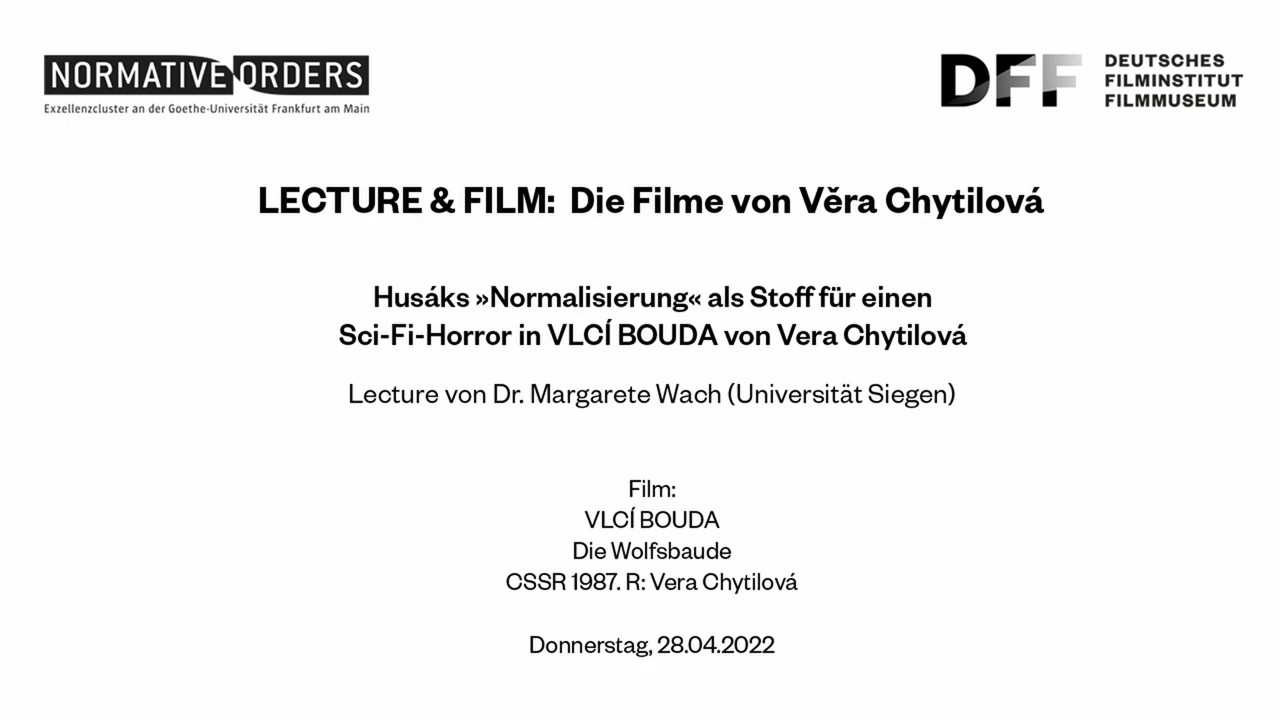 NORMATIVE ORDERS
Exzellenzcluster an der Goethe-Universität Frankfurt am Main
DFF DEUTSCHES
FILMINSTITUT
FILMMUSEUM
LECTURE & FILM: Die Filme von Věra Chytilová
Husáks »Normalisierung« als Stoff für einen
Sci-Fi-Horror in VLCÍ BOUDA von Vera Chytilová
Lecture von Dr. Margarete Wach (Universität Siegen)
Film:
VLCÍ BOUDA
Die Wolfsbaude
CSSR 1987. R: Vera Chytilová
Donnerstag, 28.04.2022